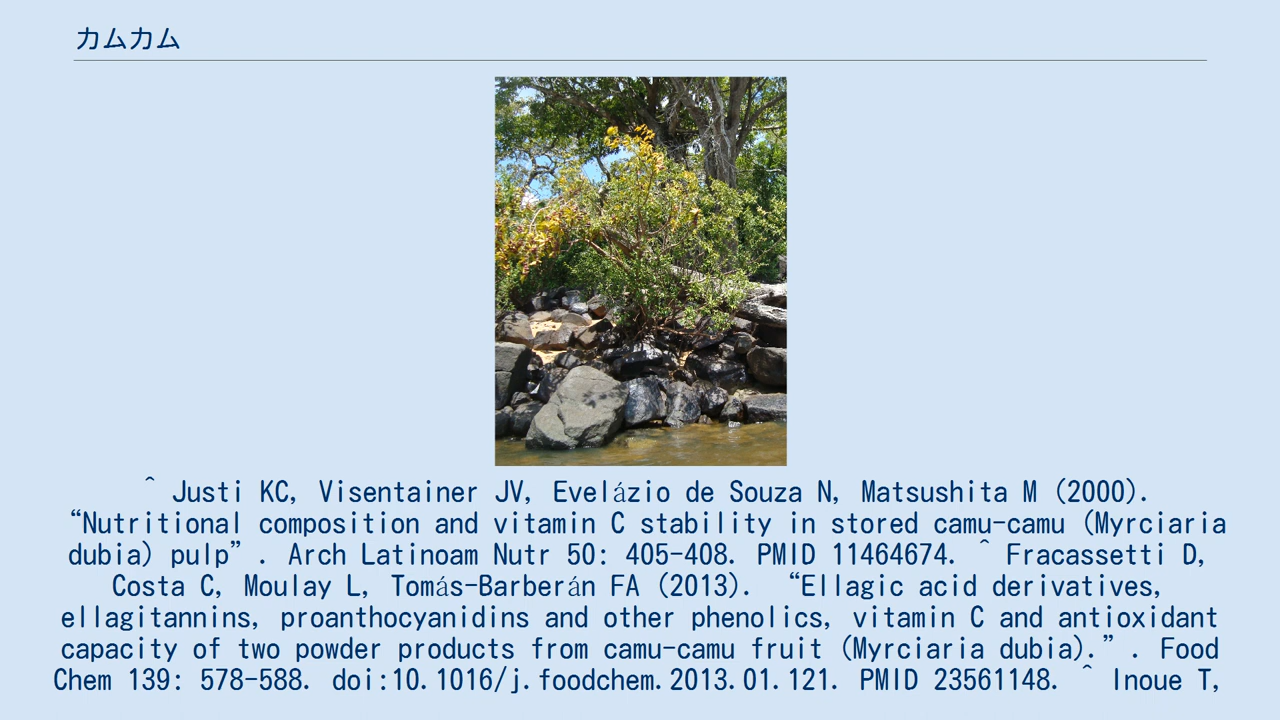 カムカム
^ Justi KC, Visentainer JV, Evelázio de Souza N, Matsushita M (2000).
“Nutritional composition and vitamin C stability in stored camu-camu (Myrciaria
dubia) pulp”. Arch Latinoam Nutr 50: 405-408. PMID 11464674. ^ Fracassetti D,
Costa C, Moulay L, Tomás-Barberán FA (2013). “Ellagic acid derivatives,
ellagitannins, proanthocyanidins and other phenolics, vitamin C and antioxidant
capacity of two powder products from camu-camu fruit (Myrciaria dubia).”. Food
Chem 139: 578-588. doi:10.1016/j.foodchem.2013.01.121. PMID 23561148. ^ Inoue T,